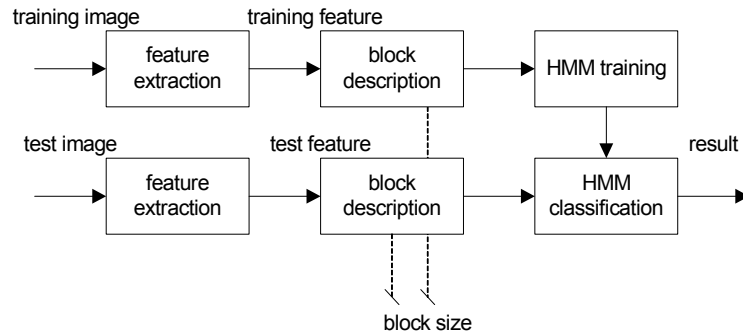 training image
training feature
feature
extraction
block
description
HMM training
test image
test feature
result
feature
extraction
block
description
HMM
classification
block size